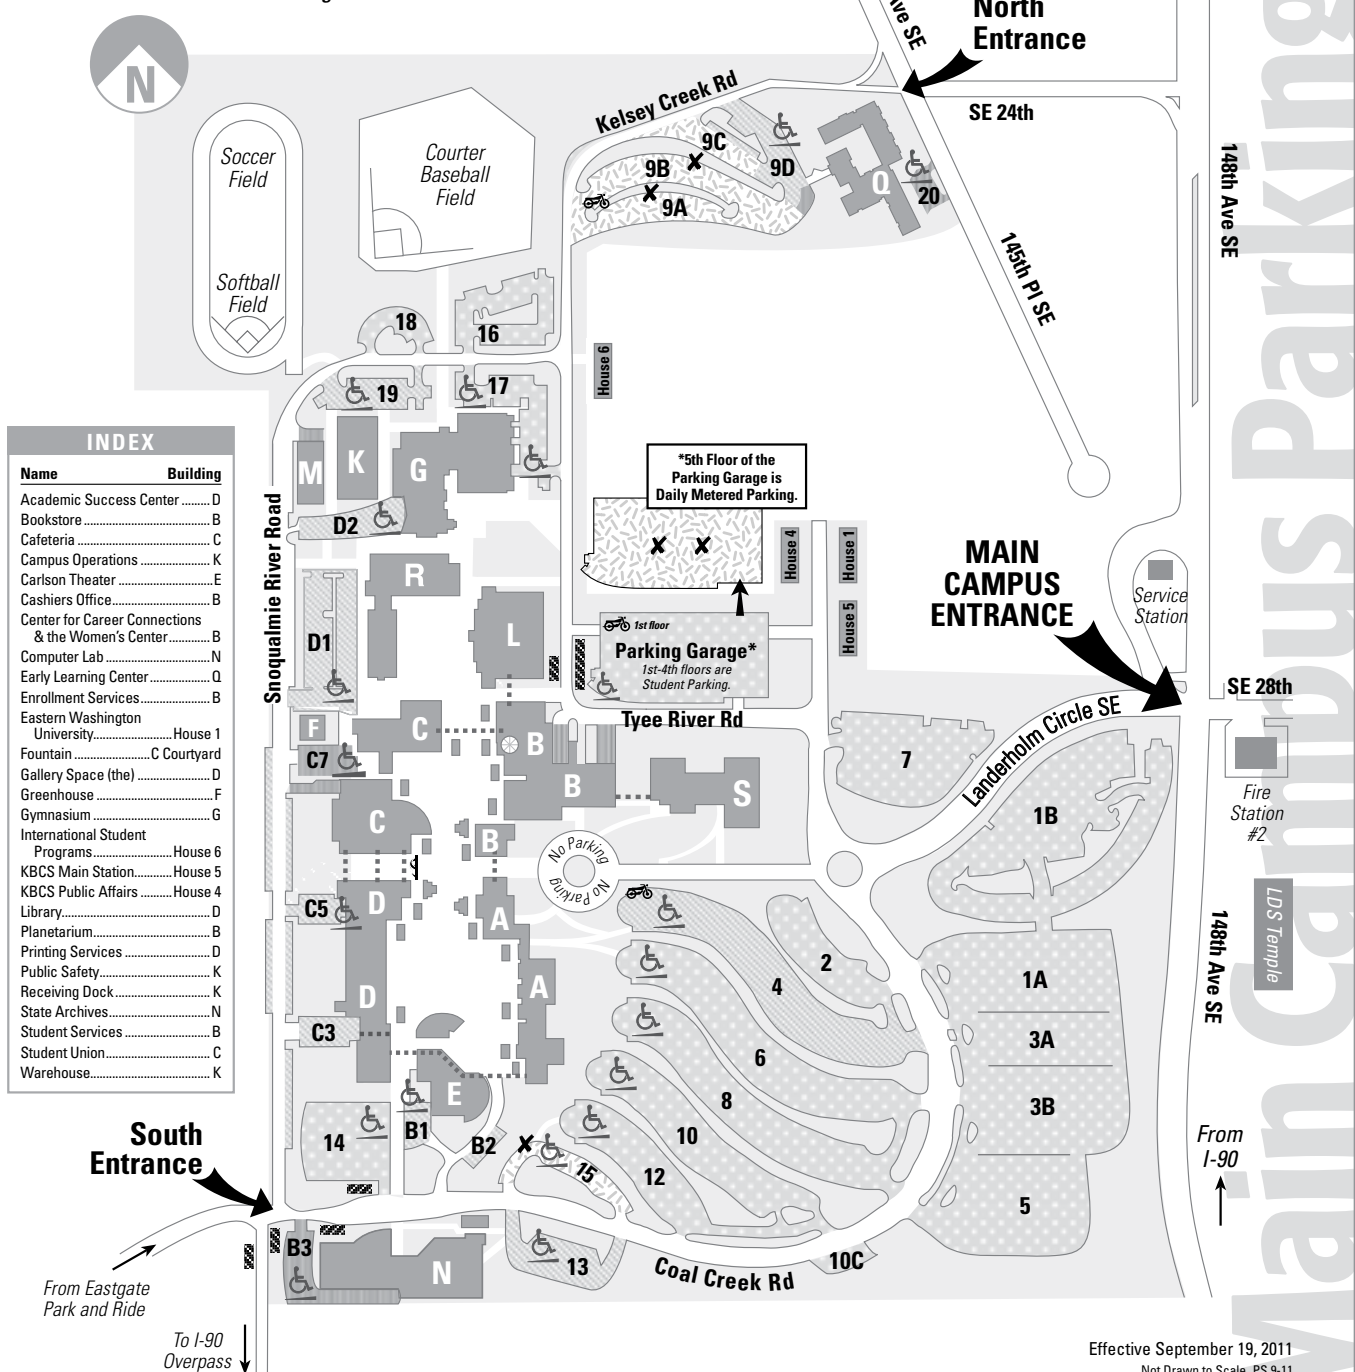 North
Entrance
Ave SE
N
Kelsey Creek Rd
SE 24th
148th Ave SE
145th Pl SE
Soccer
Field
Softball
Field
Courter
Baseball
Field
9C
9B
9A
9D
Q
20
18
16
19
17
House 6
M
K
G
D2
R
L
D1
F
C7
C
Snoqualmie River Road
*5th Floor of the
Parking Garage is
Daily Metered Parking.
House 4
House 1
House 5
1st floor
Parking Garage*
1st-4th floors are
Student Parking.
Tyee River Rd
MAIN
CAMPUS
ENTRANCE
Service
Station
SE 28th
Fire
Station
#2
LDS Temple
148th Ave SE
Landerholm Circle SE
7
1B
B
B
S
C
B
No Parking
No Parking
C5
D
A
D
A
C3
E
2
4
6
8
10
12
15
1A
3A
3B
5
14
B1
B2
B3
N
13
10C
Coal Creek Rd
South
Entrance
From Eastgate
Park and Ride
To I-90
Overpass
From
I-90
INDEX
Name Building
Academic Success Center ......... D
Bookstore ................................ B
Cafeteria .................................. C
Campus Operations ................... K
Carlson Theater ........................ E
Cashiers Office ......................... B
Center for Career Connections
& the Women's Center ............ B
Computer Lab ........................... N
Early Learning Center ................ Q
Enrollment Services ................... B
Eastern Washington
University ....................... House 1
Fountain ..................... C Courtyard
Gallery Space (the) ................... D
Greenhouse .............................. F
Gymnasium ............................... G
International Student
Programs ....................... House 6
KBCS Main Station ........... House 5
KBCS Public Affairs .......... House 4
Library ..................................... D
Planetarium .............................. B
Printing Services ....................... D
Public Safety ............................ K
Receiving Dock ......................... K
State Archives .......................... N
Student Services ....................... B
Student Union ........................... C
Warehouse ............................... K
Main Campus Parking
Effective September 19, 2011
Not Drawn to Scale PS 9-11